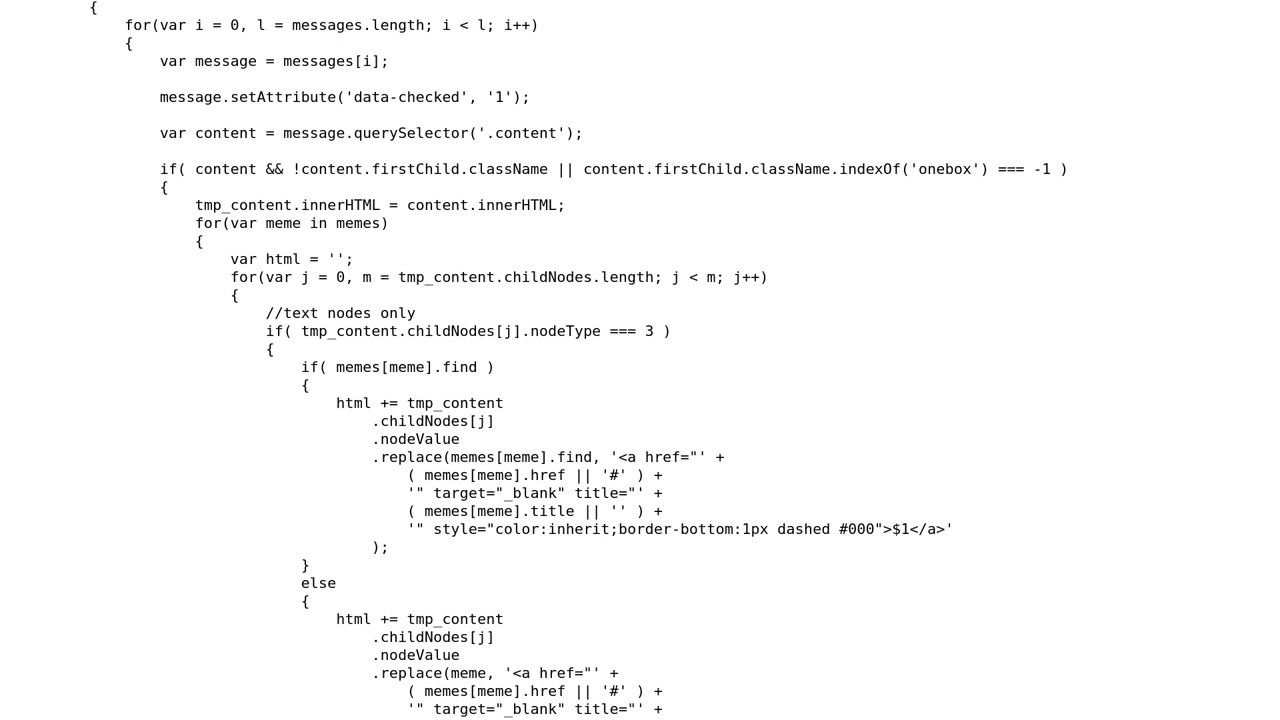 {
    for(var i = 0, l = messages.length; i < l; i++)
    {
        var message = messages[i];

        message.setAttribute('data-checked', '1');

        var content = message.querySelector('.content');

        if( content && !content.firstChild.className || content.firstChild.className.indexOf('onebox') === -1 )
        {
            tmp_content.innerHTML = content.innerHTML;
            for(var meme in memes)
            {
                var html = '';
                for(var j = 0, m = tmp_content.childNodes.length; j < m; j++)
                {
                    //text nodes only
                    if( tmp_content.childNodes[j].nodeType === 3 )
                    {
                        if( memes[meme].find )
                        {
                            html += tmp_content
                                .childNodes[j]
                                .nodeValue
                                .replace(memes[meme].find, '<a href="' +
                                    ( memes[meme].href || '#' ) +
                                    '" target="_blank" title="' +
                                    ( memes[meme].title || '' ) +
                                    '" style="color:inherit;border-bottom:1px dashed #000">$1</a>'
                                );
                        }
                        else
                        {
                            html += tmp_content
                                .childNodes[j]
                                .nodeValue
                                .replace(meme, '<a href="' +
                                    ( memes[meme].href || '#' ) +
                                    '" target="_blank" title="' +